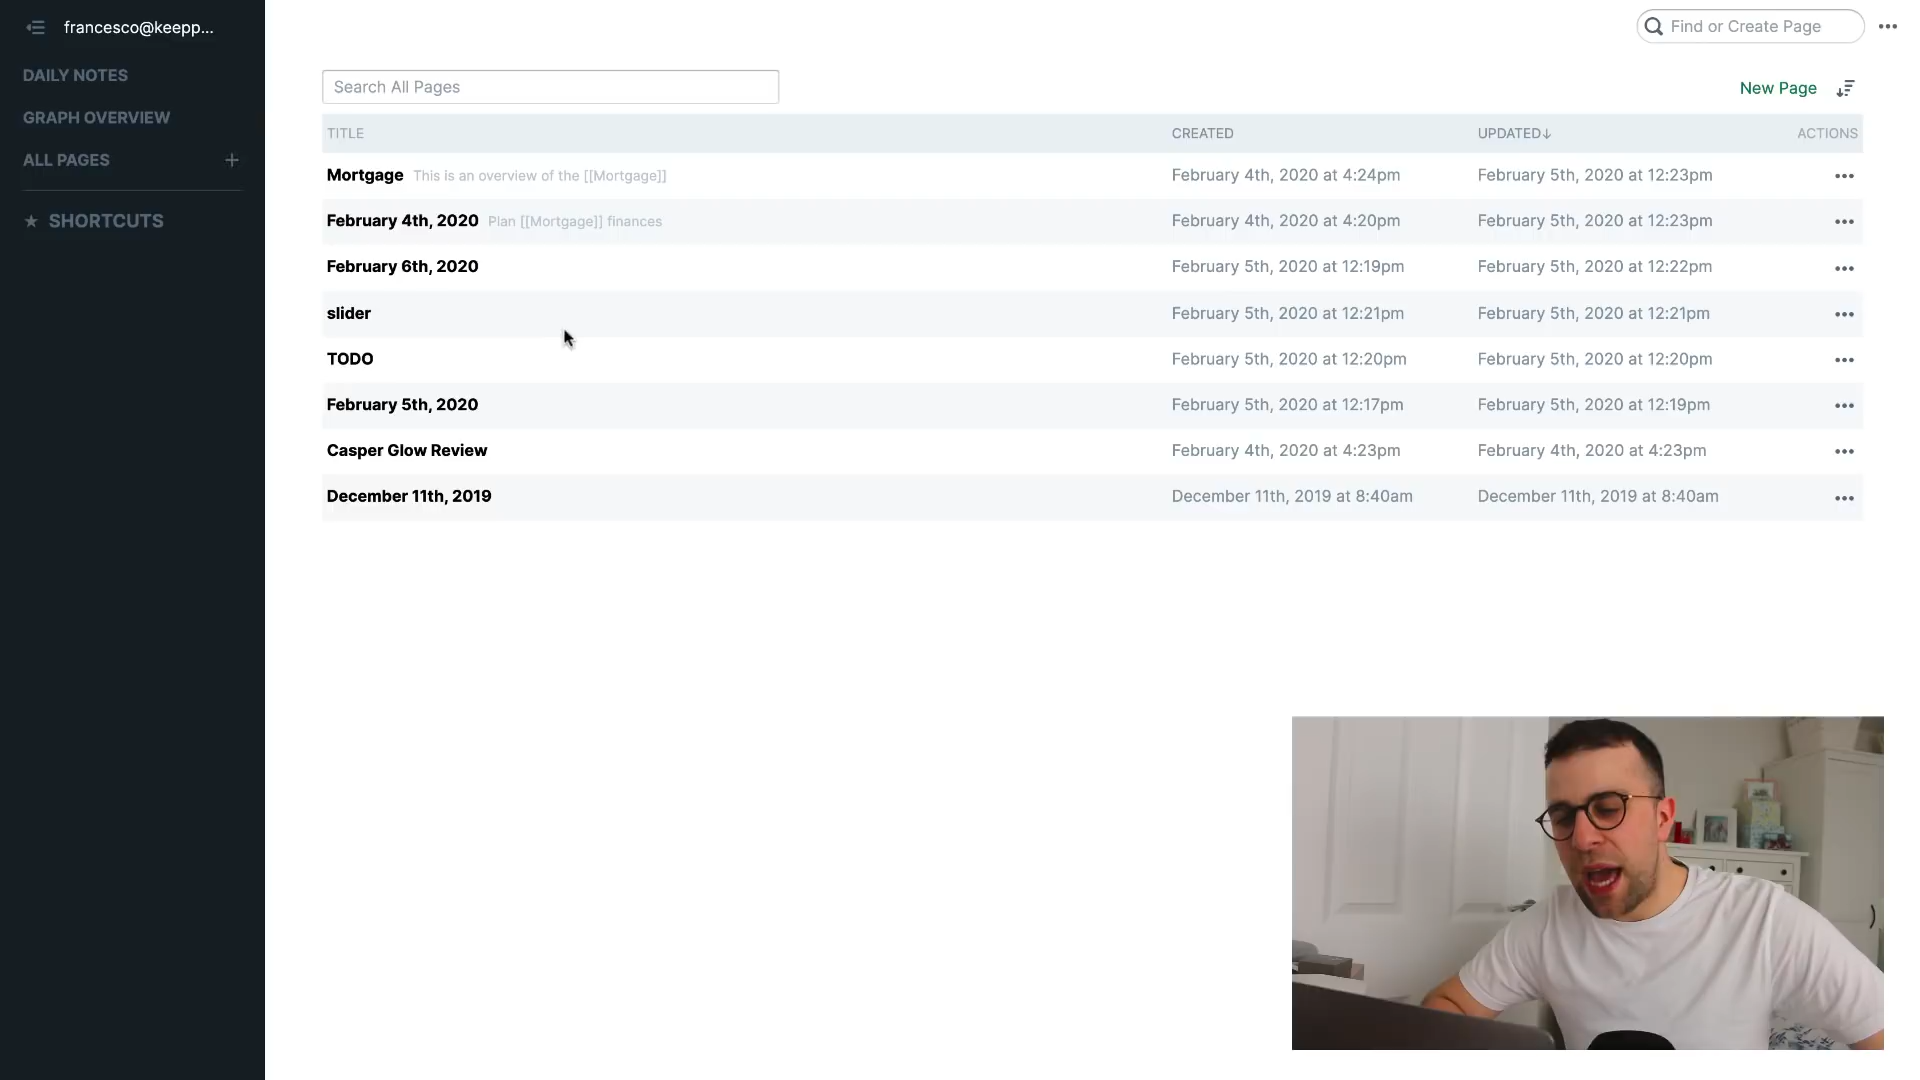 francesco@keepp...
DAILY NOTES
GRAPH OVERVIEW
ALL PAGES
SHORTCUTS
Find or Create Page
Search All Pages
New Page
TITLE CREATED UPDATED↓ ACTIONS
Mortgage This is an overview of the [[Mortgage]] February 4th, 2020 at 4:24pm February 5th, 2020 at 12:23pm
February 4th, 2020 Plan [[Mortgage]] finances February 4th, 2020 at 4:20pm February 5th, 2020 at 12:23pm
February 6th, 2020 February 5th, 2020 at 12:19pm February 5th, 2020 at 12:22pm
slider February 5th, 2020 at 12:21pm February 5th, 2020 at 12:21pm
TODO February 5th, 2020 at 12:20pm February 5th, 2020 at 12:20pm
February 5th, 2020 February 5th, 2020 at 12:17pm February 5th, 2020 at 12:19pm
Casper Glow Review February 4th, 2020 at 4:23pm February 4th, 2020 at 4:23pm
December 11th, 2019 December 11th, 2019 at 8:40am December 11th, 2019 at 8:40am